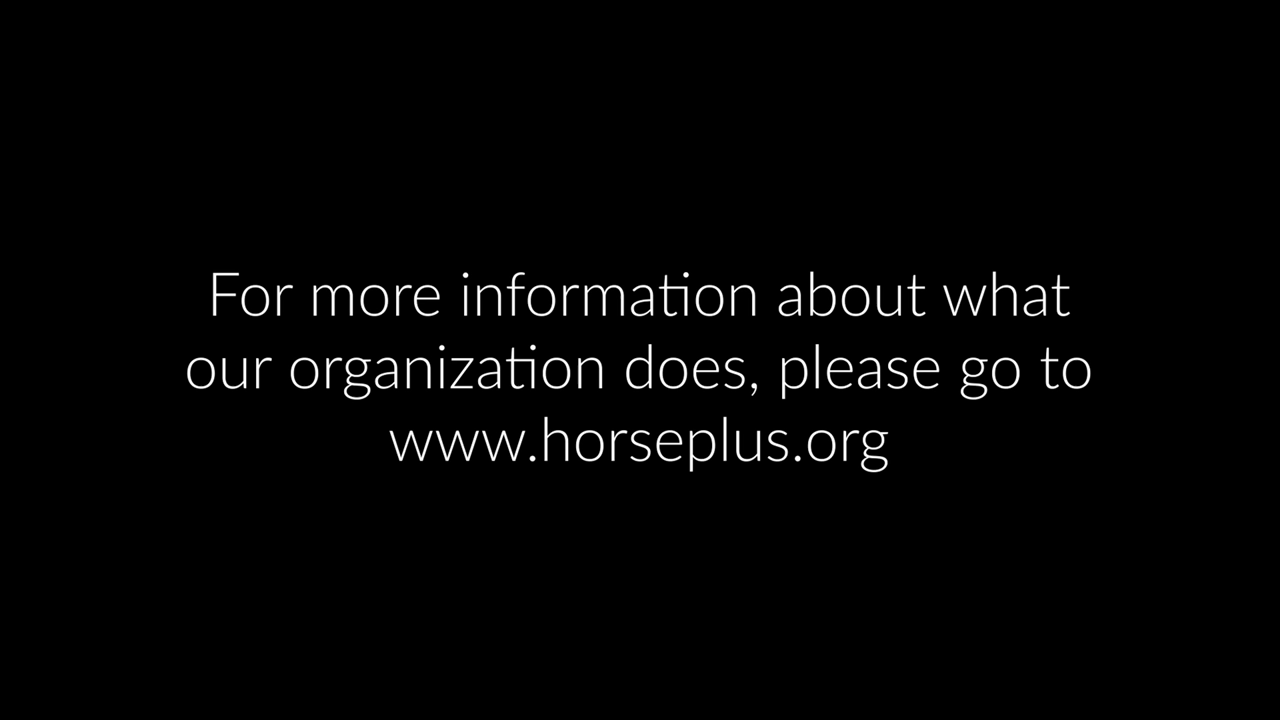 For more information about what
our organization does, please go to
www.horseplus.org